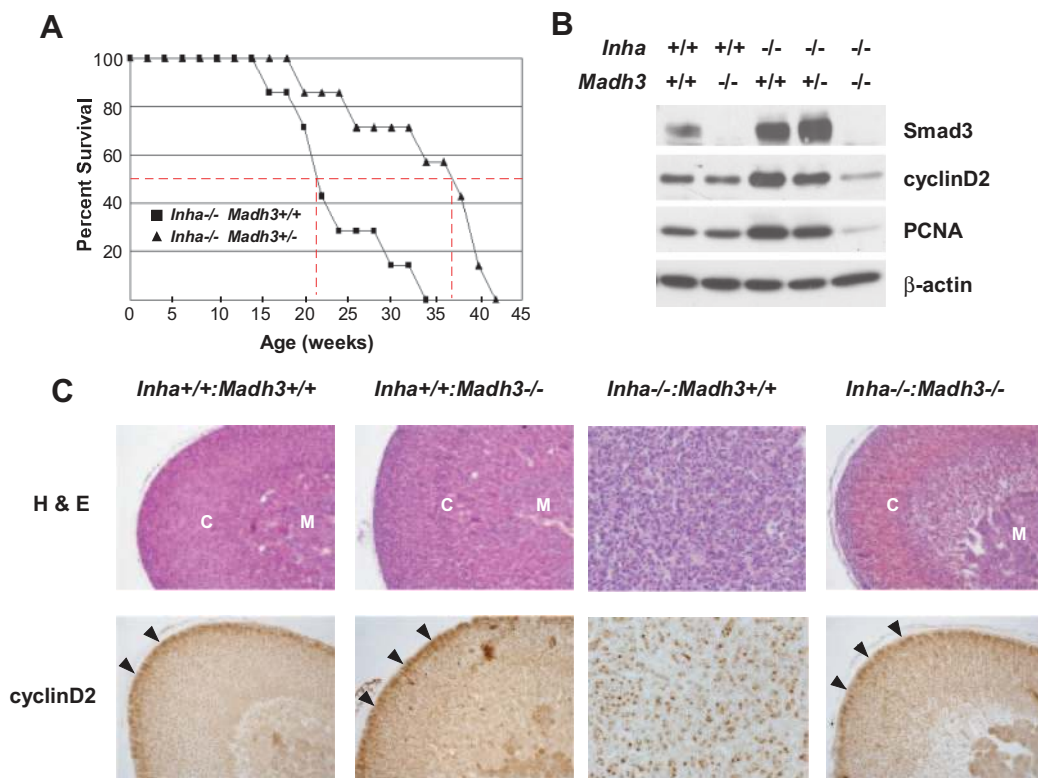 A
Percent Survival
100
80
60
40
20
Inha-/- Madh3+/+
Inha-/- Madh3+/-
0 5 10 15 20 25 30 35 40 45
Age (weeks)
B
Inha +/+ +/+ -/- -/- -/-
Madh3 +/+ -/- +/+ +/- -/-
Smad3
cyclinD2
PCNA
β-actin
C
Inha+/+:Madh3+/+ Inha+/+:Madh3-/- Inha-/-:Madh3+/+ Inha-/-:Madh3-/-
H & E
C M C M M
cyclinD2